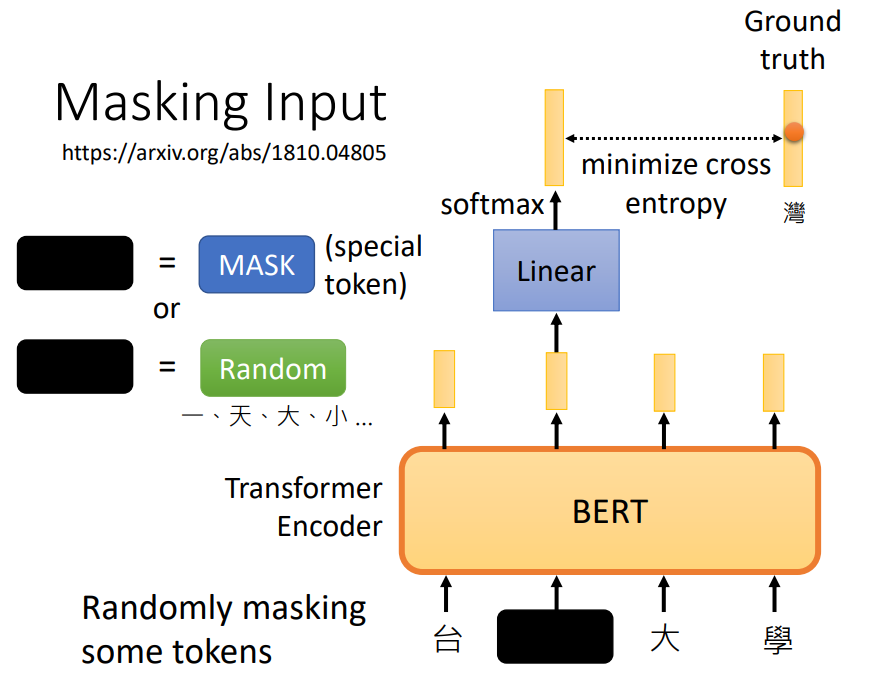 Masking Input
https://arxiv.org/abs/1810.04805
Ground
truth
minimize cross
entropy
灣
softmax
Linear
= MASK (special
token)
or
= Random
一、天、大、小 ...
Transformer
Encoder
BERT
Randomly masking
some tokens
台 大 學